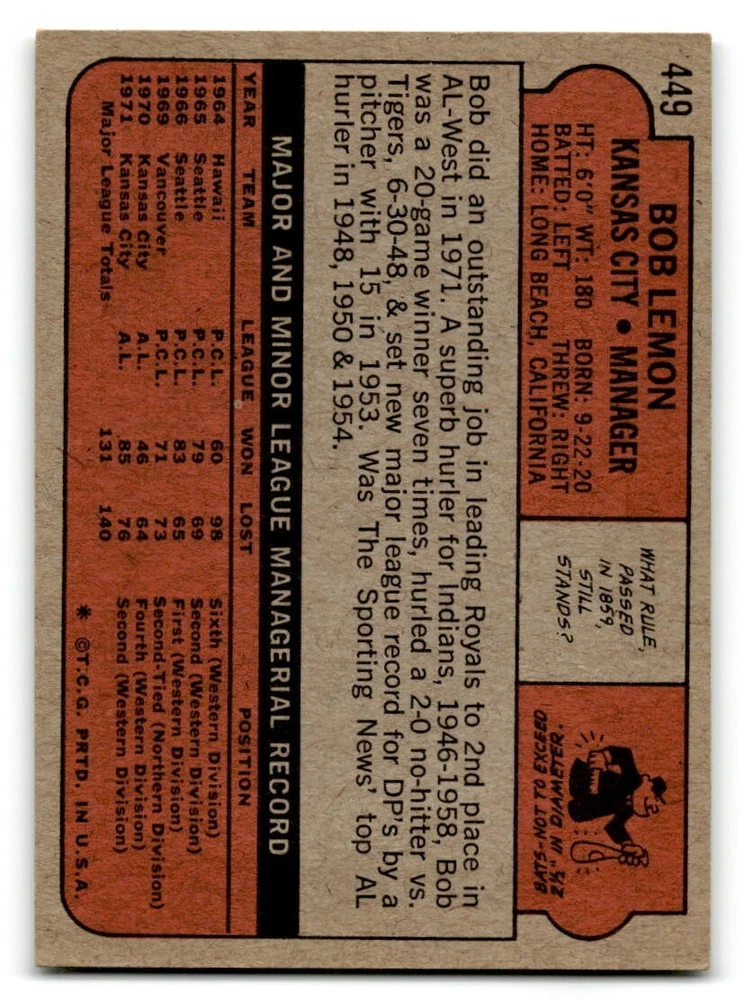 449
BOB LEMON
KANSAS CITY • MANAGER
HT: 6'0" WT: 180 BORN: 9-22-20
BATTED: LEFT THREW: RIGHT
HOME: LONG BEACH, CALIFORNIA
WHAT RULE,
PASSED
IN 1859,
STILL
STANDS?
BATS-NOT TO EXCEED
2½" IN DIAMETER.
Bob did an outstanding job in leading Royals to 2nd place in
AL-West in 1971. A superb hurler for Indians, 1946-1958, Bob
was a 20-game winner seven times, hurled a 2-0 no-hitter vs.
Tigers, 6-30-48, & set new major league record for DP's by a
pitcher with 15 in 1953. Was The Sporting News' top AL
hurler in 1948, 1950 & 1954.
MAJOR AND MINOR LEAGUE MANAGERIAL RECORD
YEAR TEAM LEAGUE WON LOST POSITION
1964 Hawaii P.C.L. 60 98 Sixth (Western Division)
1965 Seattle P.C.L. 79 69 Second (Western Division)
1966 Seattle P.C.L. 83 65 First (Western Division)
1969 Vancouver P.C.L. 71 73 Second-Tied (Northern Division)
1970 Kansas City A.L. 46 64 Fourth (Western Division)
1971 Kansas City A.L. 85 76 Second (Western Division)
Major League Totals 131 140
* ©T.C.G. PRTD. IN U.S.A.